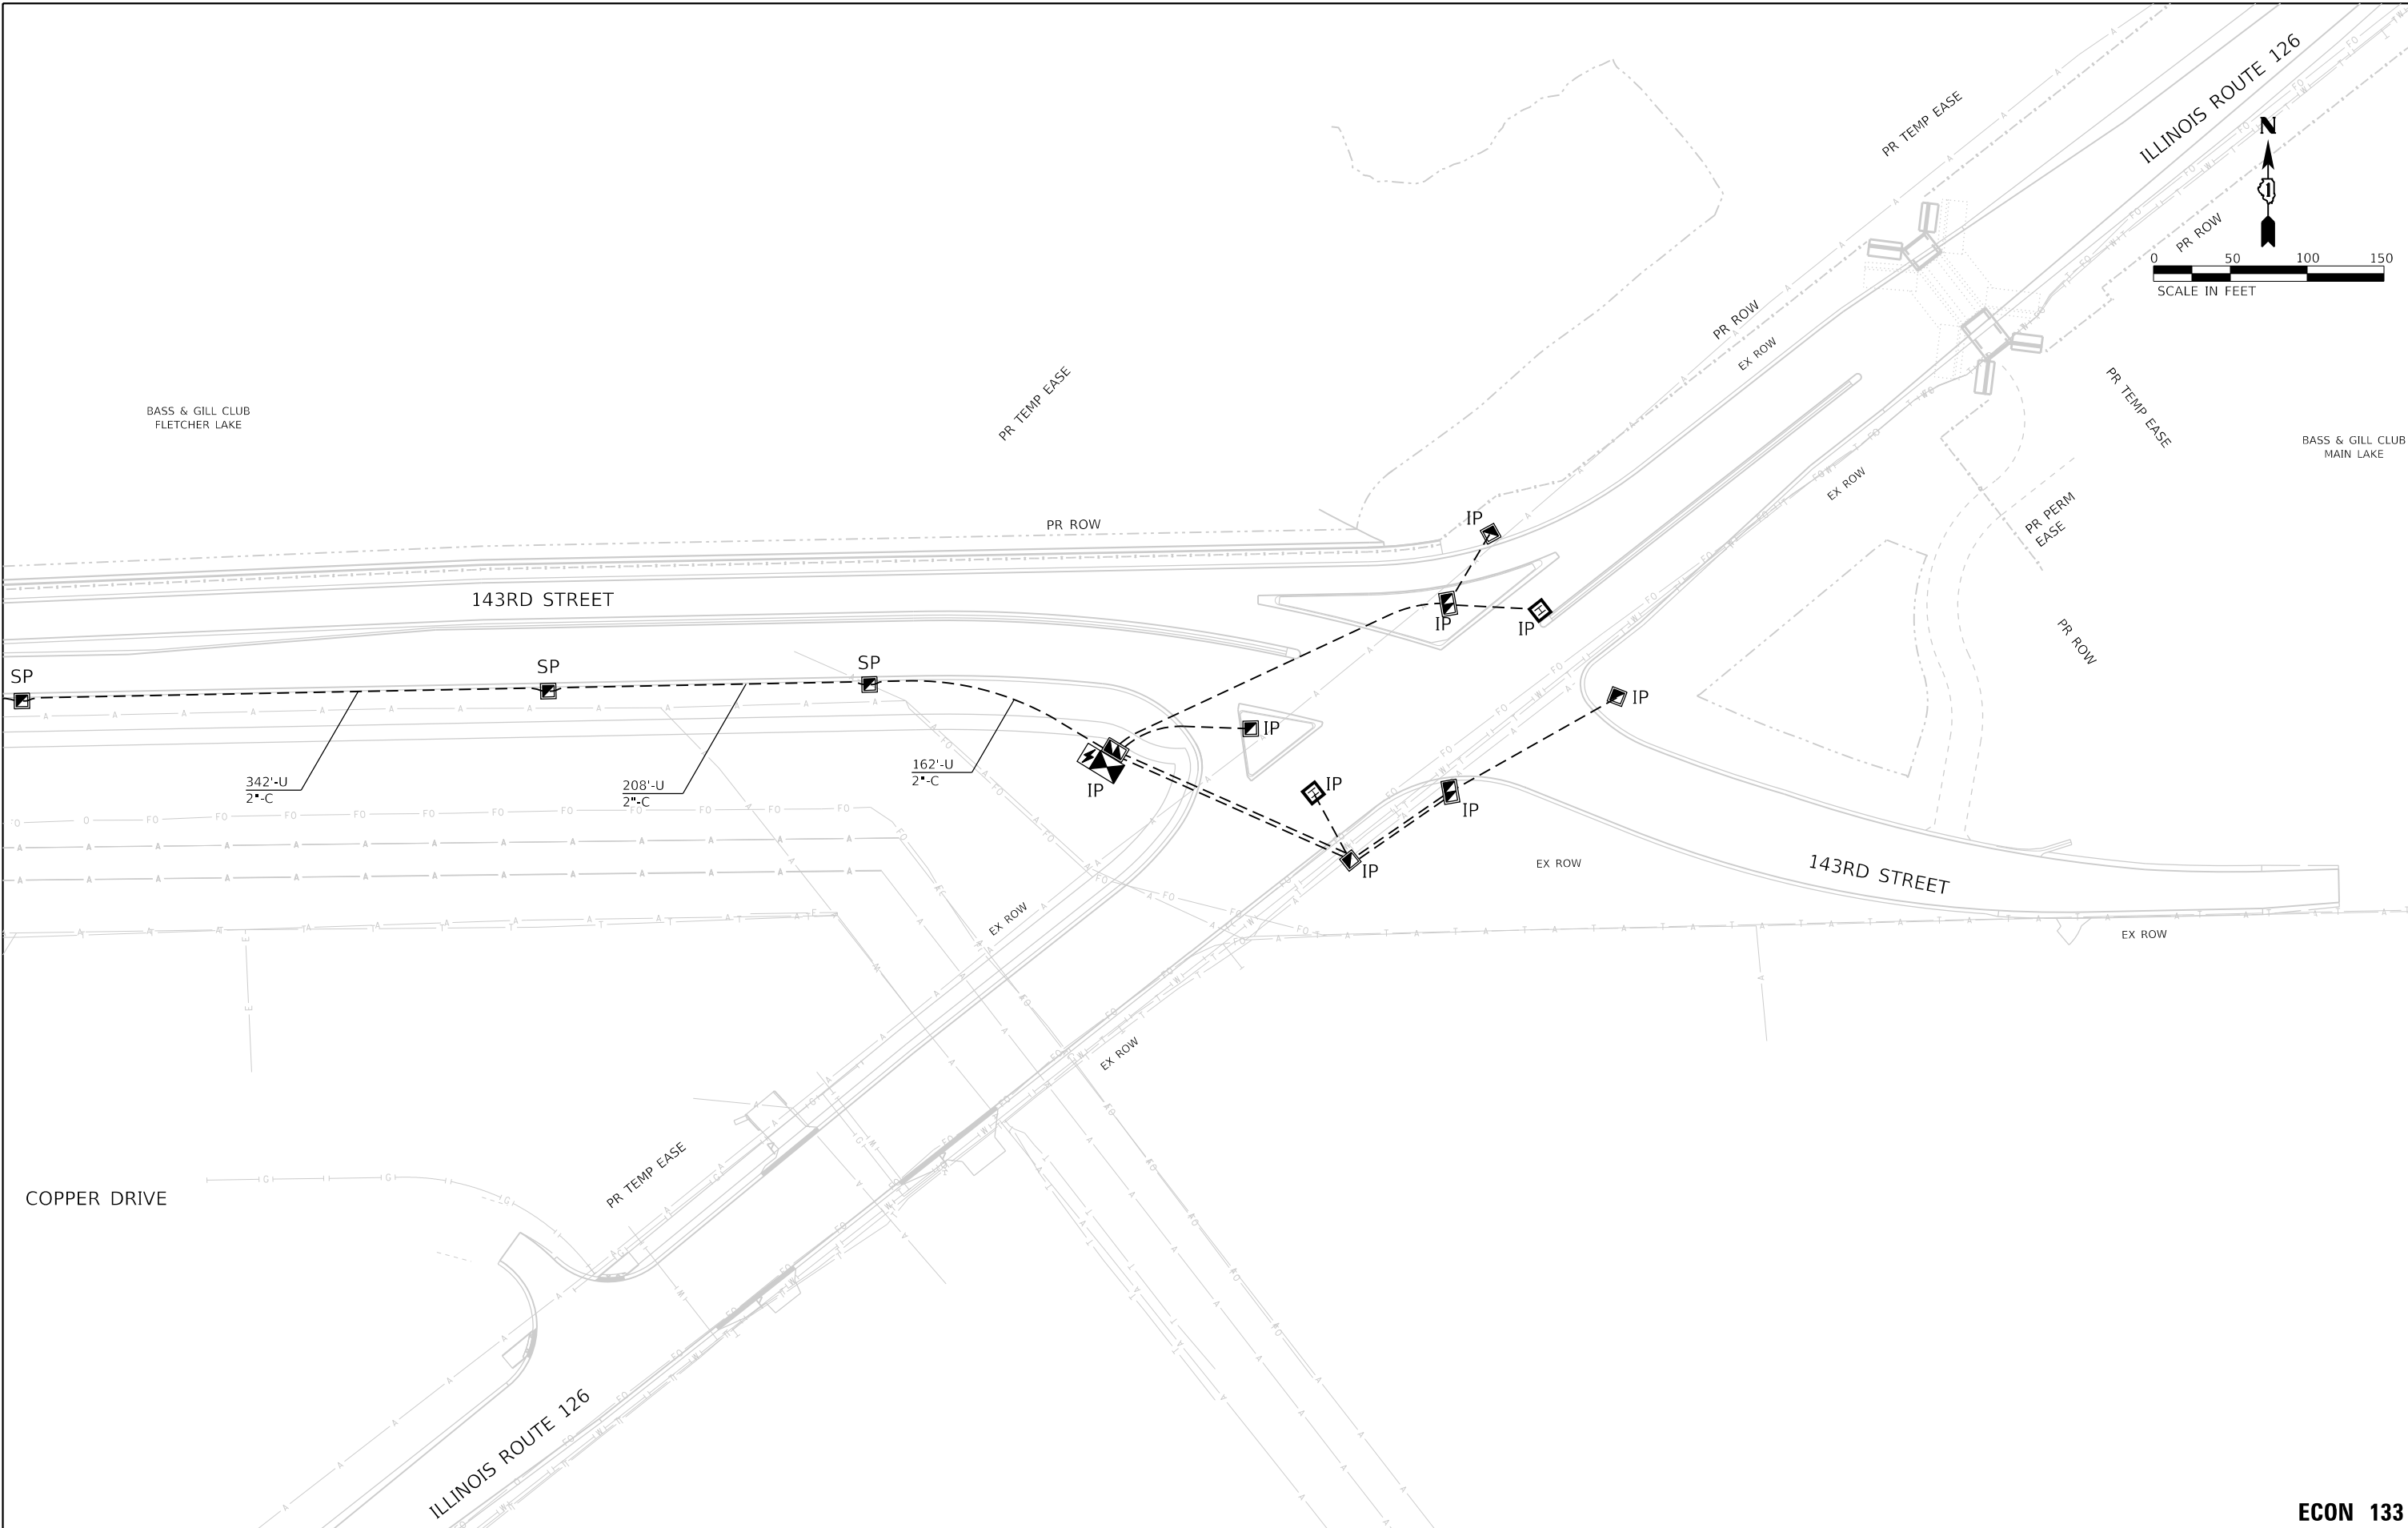 ILLINOIS ROUTE 126
PR TEMP EASE
N
1
PR ROW
0 50 100 150
SCALE IN FEET
PR ROW
EX ROW
PR TEMP EASE
PR TEMP EASE
BASS & GILL CLUB
FLETCHER LAKE
BASS & GILL CLUB
MAIN LAKE
EX ROW
PR PERM
EASE
PR ROW
IP
143RD STREET
IP
IP
PR ROW
SP
SP
SP
IP
IP
342'-U
2"-C
208'-U
2"-C
162'-U
2"-C
IP
IP
IP
IP
EX ROW
143RD STREET
EX ROW
EX ROW
EX ROW
PR TEMP EASE
COPPER DRIVE
ILLINOIS ROUTE 126
ECON 133